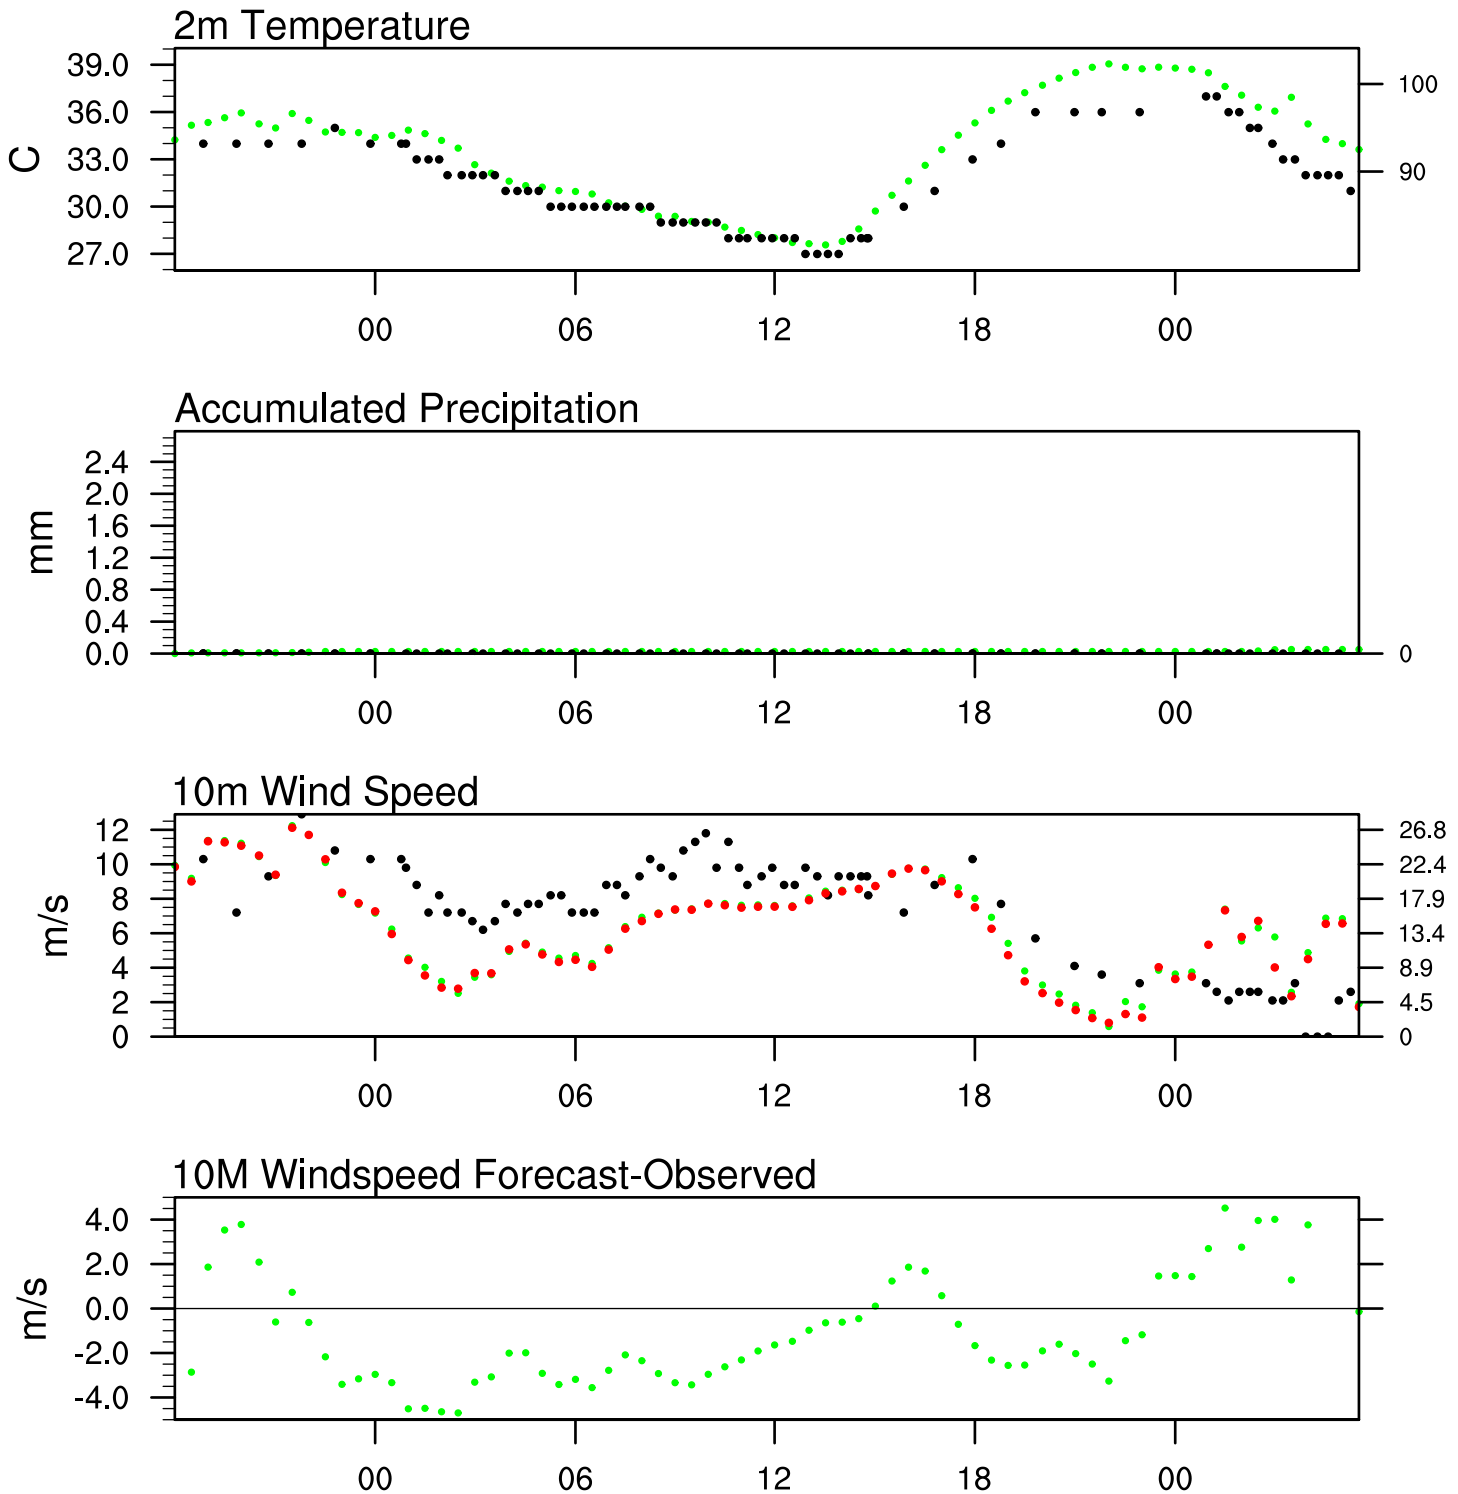 2m Temperature
39.0
36.0
33.0
30.0
27.0
C
100
90
00 06 12 18 00
Accumulated Precipitation
2.4
2.0
1.6
1.2
0.8
0.4
0.0
mm
0
00 06 12 18 00
10m Wind Speed
12
10
8
6
4
2
0
m/s
26.8
22.4
17.9
13.4
8.9
4.5
0
00 06 12 18 00
10M Windspeed Forecast-Observed
4.0
2.0
0.0
-2.0
-4.0
m/s
00 06 12 18 00